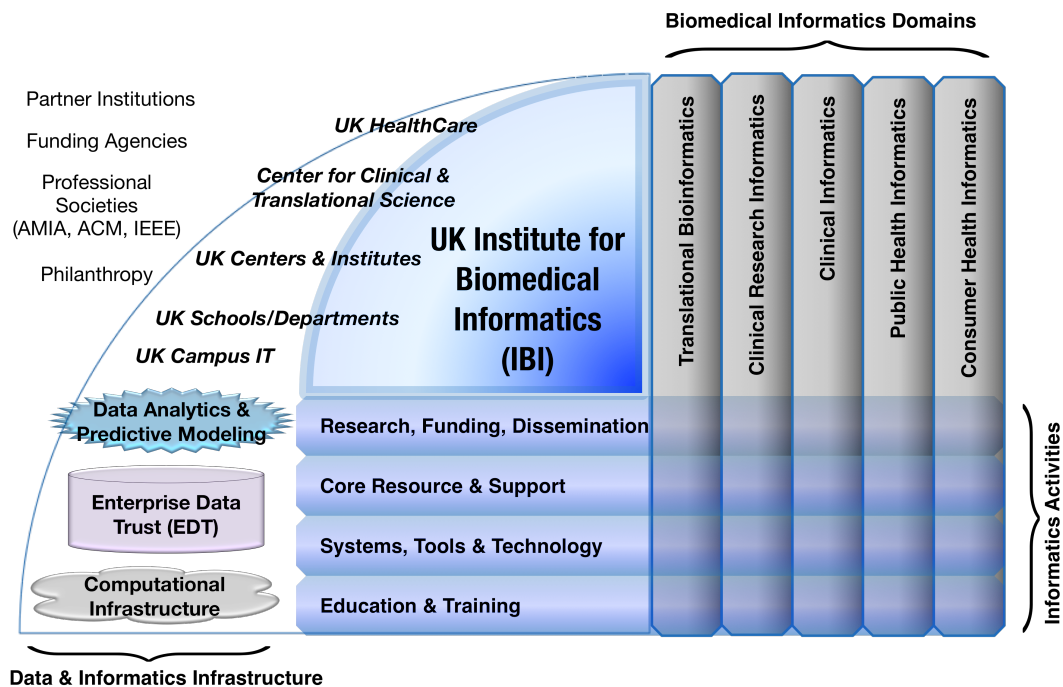 Biomedical Informatics Domains
Partner Institutions
Funding Agencies
Professional
Societies
(AMIA, ACM, IEEE)
Philanthropy
UK HealthCare
Center for Clinical &
Translational Science
UK Centers & Institutes
UK Schools/Departments
UK Campus IT
UK Institute for
Biomedical
Informatics
(IBI)
Translational Bioinformatics
Clinical Research Informatics
Clinical Informatics
Public Health Informatics
Consumer Health Informatics
Data Analytics &
Predictive Modeling
Enterprise Data
Trust (EDT)
Computational
Infrastructure
Research, Funding, Dissemination
Core Resource & Support
Systems, Tools & Technology
Education & Training
Informatics Activities
Data & Informatics Infrastructure